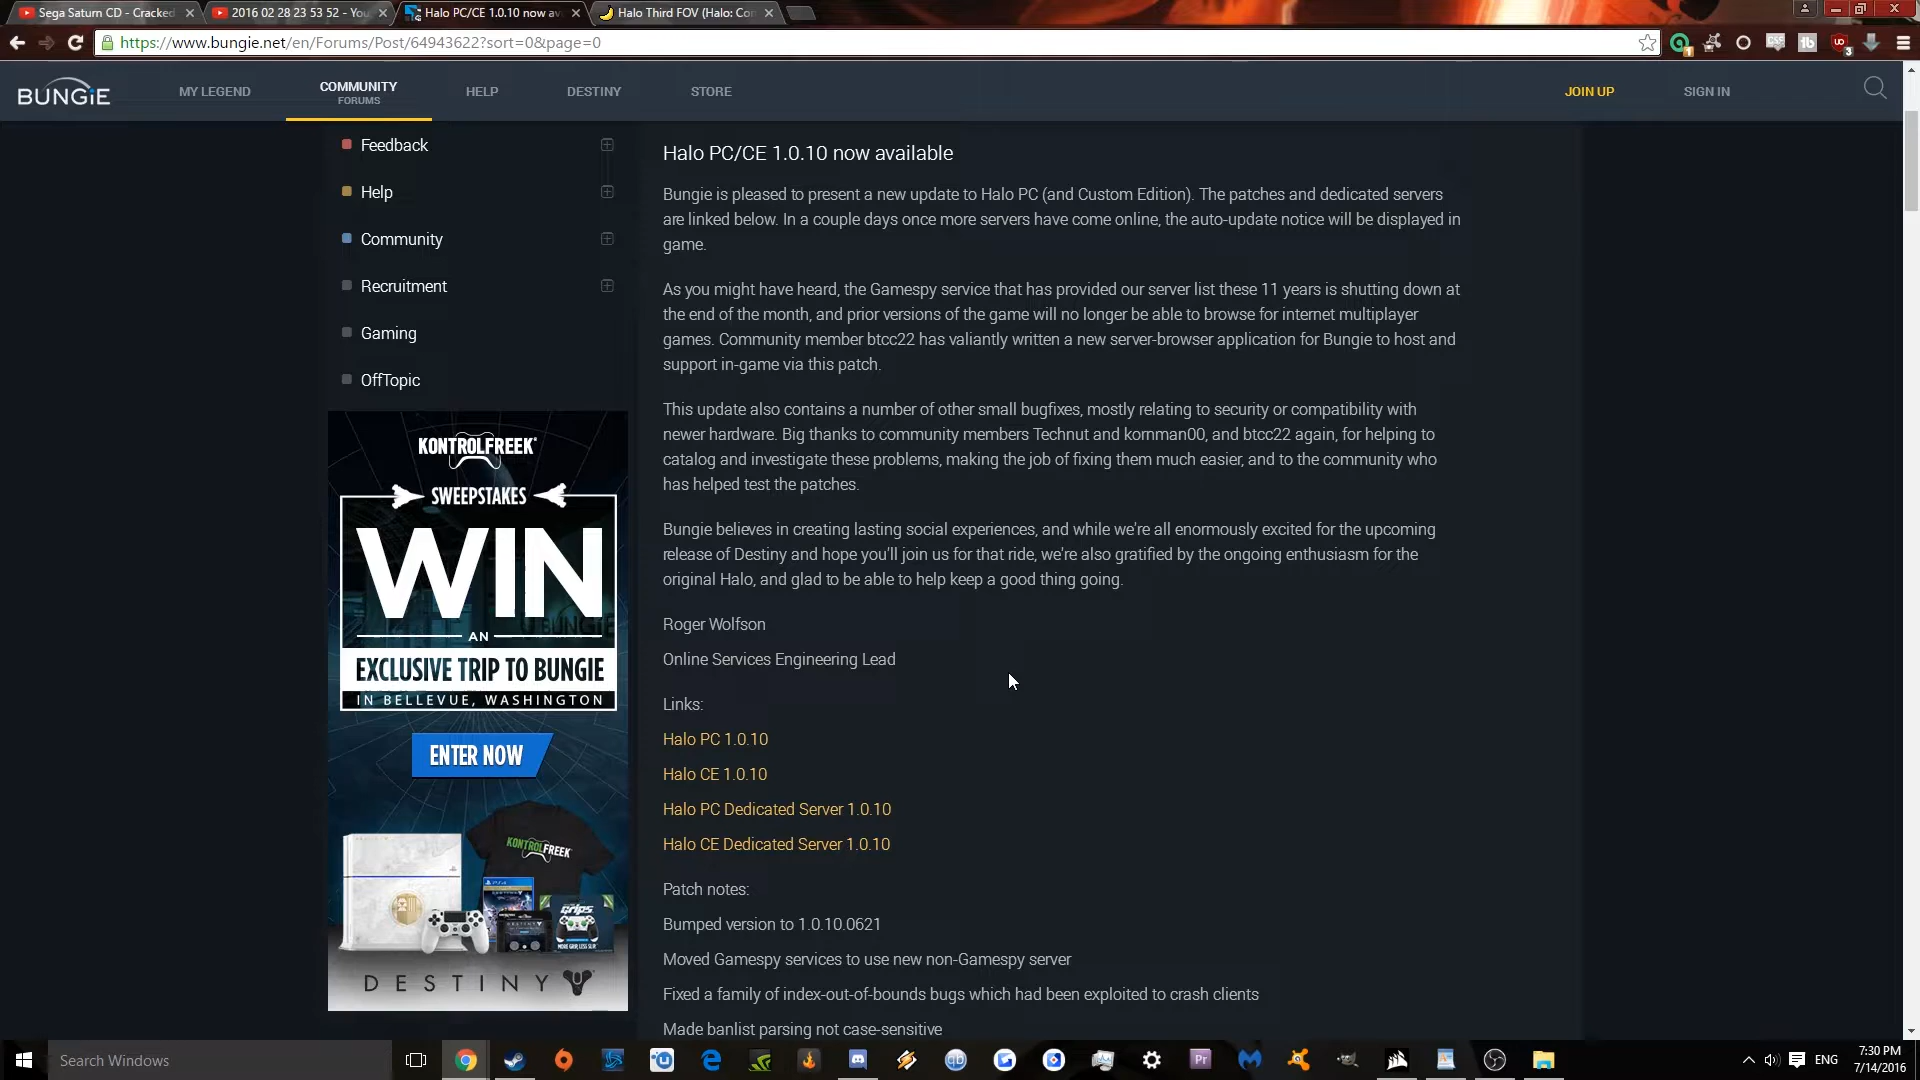 Sega Saturn CD - Cracked
2016 02 28 23 53 52 - You
Halo PC/CE 1.0.10 now av
Halo Third FOV (Halo: Con
https://www.bungie.net/en/Forums/Post/64943622?sort=0&page=0
BUNGiE
MY LEGEND
COMMUNITY
FORUMS
HELP
DESTINY
STORE
JOIN UP
SIGN IN
Feedback
Help
Community
Recruitment
Gaming
OffTopic
KONTROLFREEK
SWEEPSTAKES
WIN
AN
EXCLUSIVE TRIP TO BUNGIE
IN BELLEVUE, WASHINGTON
ENTER NOW
KONTROLFREEK
DESTINY
Halo PC/CE 1.0.10 now available
Bungie is pleased to present a new update to Halo PC (and Custom Edition). The patches and dedicated servers
are linked below. In a couple days once more servers have come online, the auto-update notice will be displayed in
game.
As you might have heard, the Gamespy service that has provided our server list these 11 years is shutting down at
the end of the month, and prior versions of the game will no longer be able to browse for internet multiplayer
games. Community member btcc22 has valiantly written a new server-browser application for Bungie to host and
support in-game via this patch.
This update also contains a number of other small bugfixes, mostly relating to security or compatibility with
newer hardware. Big thanks to community members Technut and kornman00, and btcc22 again, for helping to
catalog and investigate these problems, making the job of fixing them much easier, and to the community who
has helped test the patches.
Bungie believes in creating lasting social experiences, and while we're all enormously excited for the upcoming
release of Destiny and hope you'll join us for that ride, we're also gratified by the ongoing enthusiasm for the
original Halo, and glad to be able to help keep a good thing going.
Roger Wolfson
Online Services Engineering Lead
Links:
Halo PC 1.0.10
Halo CE 1.0.10
Halo PC Dedicated Server 1.0.10
Halo CE Dedicated Server 1.0.10
Patch notes:
Bumped version to 1.0.10.0621
Moved Gamespy services to use new non-Gamespy server
Fixed a family of index-out-of-bounds bugs which had been exploited to crash clients
Made banlist parsing not case-sensitive
Search Windows
Pr
ENG
7:30 PM
7/14/2016